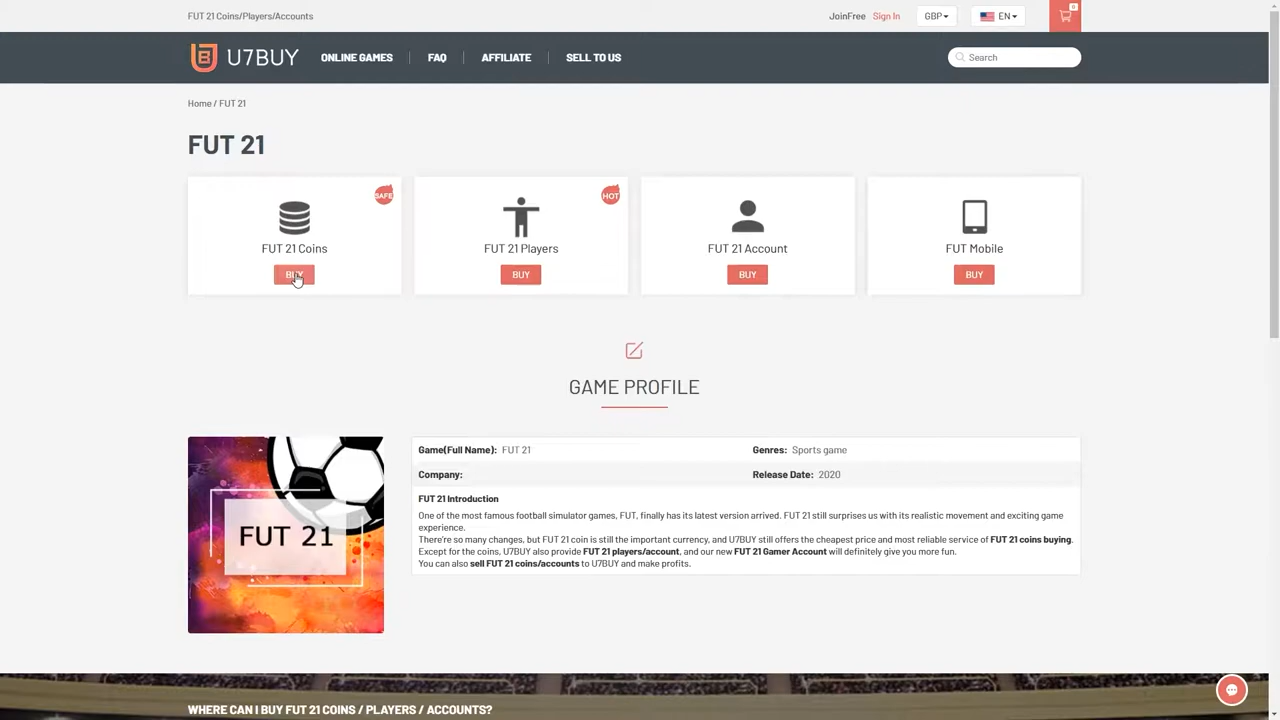 FUT 21 Coins/Players/Accounts
JoinFree Sign In GBP EN 0
U7BUY ONLINE GAMES FAQ AFFILIATE SELL TO US Search
Home / FUT 21
FUT 21
SAFE HOT
FUT 21 Coins FUT 21 Players FUT 21 Account FUT Mobile
BUY BUY BUY BUY
GAME PROFILE
Game(Full Name): FUT 21 Genres: Sports game
Company: Release Date: 2020
FUT 21 Introduction
One of the most famous football simulator games, FUT, finally has its latest version arrived. FUT 21 still surprises us with its realistic movement and exciting game
experience.
There're so many changes, but FUT 21 coin is still the important currency, and U7BUY still offers the cheapest price and most reliable service of FUT 21 coins buying.
Except for the coins, U7BUY also provide FUT 21 players/account, and our new FUT 21 Gamer Account will definitely give you more fun.
You can also sell FUT 21 coins/accounts to U7BUY and make profits.
FUT 21
WHERE CAN I BUY FUT 21 COINS / PLAYERS / ACCOUNTS?